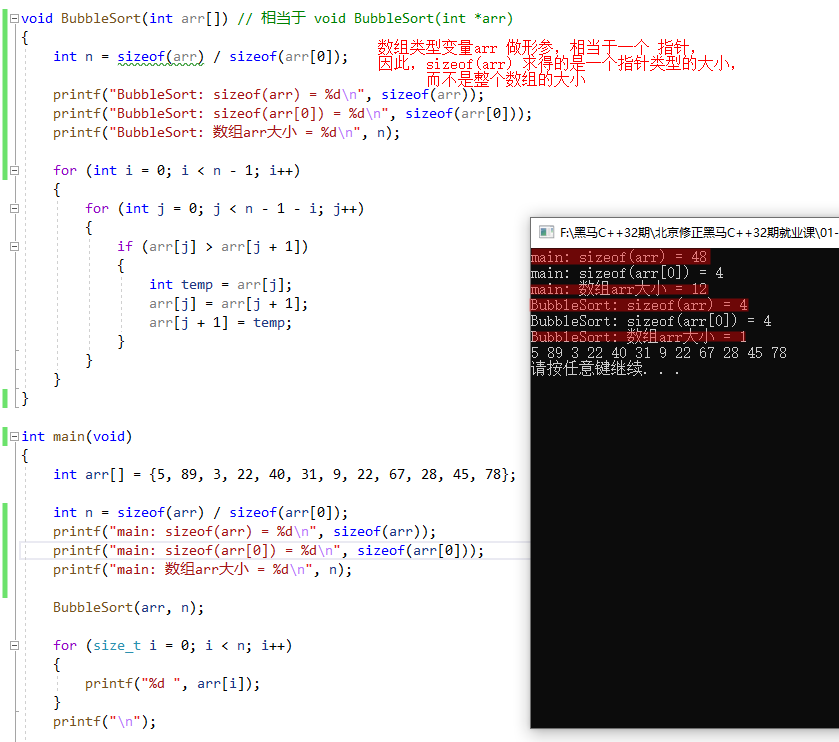 void BubbleSort(int arr[]) // 相当于 void BubbleSort(int *arr)
{
int n = sizeof(arr) / sizeof(arr[0]);
数组类型变量arr 做形参，相当于一个 指针，
因此，sizeof(arr) 求得的是一个指针类型的大小，
而不是整个数组的大小
printf("BubbleSort: sizeof(arr) = %d\n", sizeof(arr));
printf("BubbleSort: sizeof(arr[0]) = %d\n", sizeof(arr[0]));
printf("BubbleSort: 数组arr大小 = %d\n", n);
for (int i = 0; i < n - 1; i++)
{
for (int j = 0; j < n - 1 - i; j++)
{
if (arr[j] > arr[j + 1])
{
int temp = arr[j];
arr[j] = arr[j + 1];
arr[j + 1] = temp;
}
}
}
}
int main(void)
{
int arr[] = {5, 89, 3, 22, 40, 31, 9, 22, 67, 28, 45, 78};
int n = sizeof(arr) / sizeof(arr[0]);
printf("main: sizeof(arr) = %d\n", sizeof(arr));
printf("main: sizeof(arr[0]) = %d\n", sizeof(arr[0]));
printf("main: 数组arr大小 = %d\n", n);
BubbleSort(arr, n);
for (size_t i = 0; i < n; i++)
{
printf("%d ", arr[i]);
}
printf("\n");
F:\黑马C++32期\北京修正黑马C++32期就业课\01-
main: sizeof(arr) = 48
main: sizeof(arr[0]) = 4
main: 数组arr大小 = 12
BubbleSort: sizeof(arr) = 4
BubbleSort: sizeof(arr[0]) = 4
BubbleSort: 数组arr大小 = 1
5 89 3 22 40 31 9 22 67 28 45 78
请按任意键继续. . .